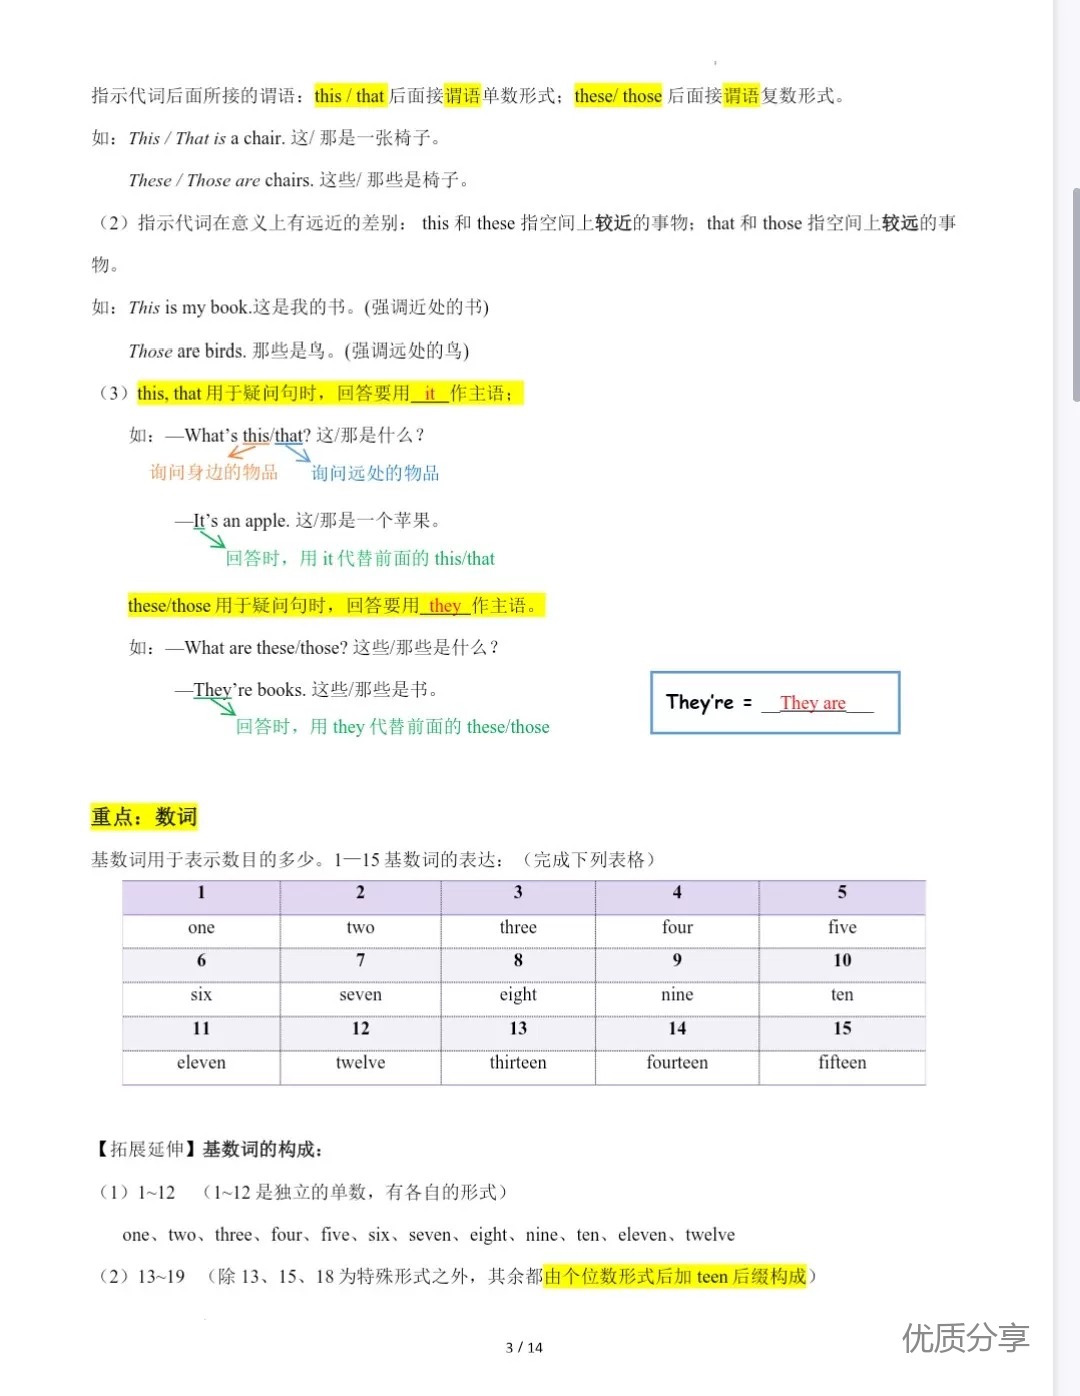 指示代词后面所接的谓语：this / that 后面接谓语单数形式；these/ those 后面接谓语复数形式。
如：This / That is a chair. 这/ 那是一张椅子。
These / Those are chairs. 这些/ 那些是椅子。
（2）指示代词在意义上有远近的差别： this 和 these 指空间上较近的事物；that 和 those 指空间上较远的事
物。
如：This is my book.这是我的书。(强调近处的书)
Those are birds. 那些是鸟。(强调远处的鸟)
（3）this, that 用于疑问句时，回答要用 it 作主语；
如：—What’s this/that? 这/那是什么？
询问身边的物品 询问远处的物品
—It’s an apple. 这/那是一个苹果。
回答时，用 it 代替前面的 this/that
these/those 用于疑问句时，回答要用 they 作主语。
如：—What are these/those? 这些/那些是什么？
—They’re books. 这些/那些是书。
They’re = __They are___
回答时，用 they 代替前面的 these/those
重点：数词
基数词用于表示数目的多少。1—15 基数词的表达：（完成下列表格）
1 2 3 4 5
one two three four five
6 7 8 9 10
six seven eight nine ten
11 12 13 14 15
eleven twelve thirteen fourteen fifteen
【拓展延伸】基数词的构成：
（1）1~12 （1~12 是独立的单数，有各自的形式）
one、two、three、four、five、six、seven、eight、nine、ten、eleven、twelve
（2）13~19 （除 13、15、18 为特殊形式之外，其余都由个位数形式后加 teen 后缀构成）
3 / 14
优质分享